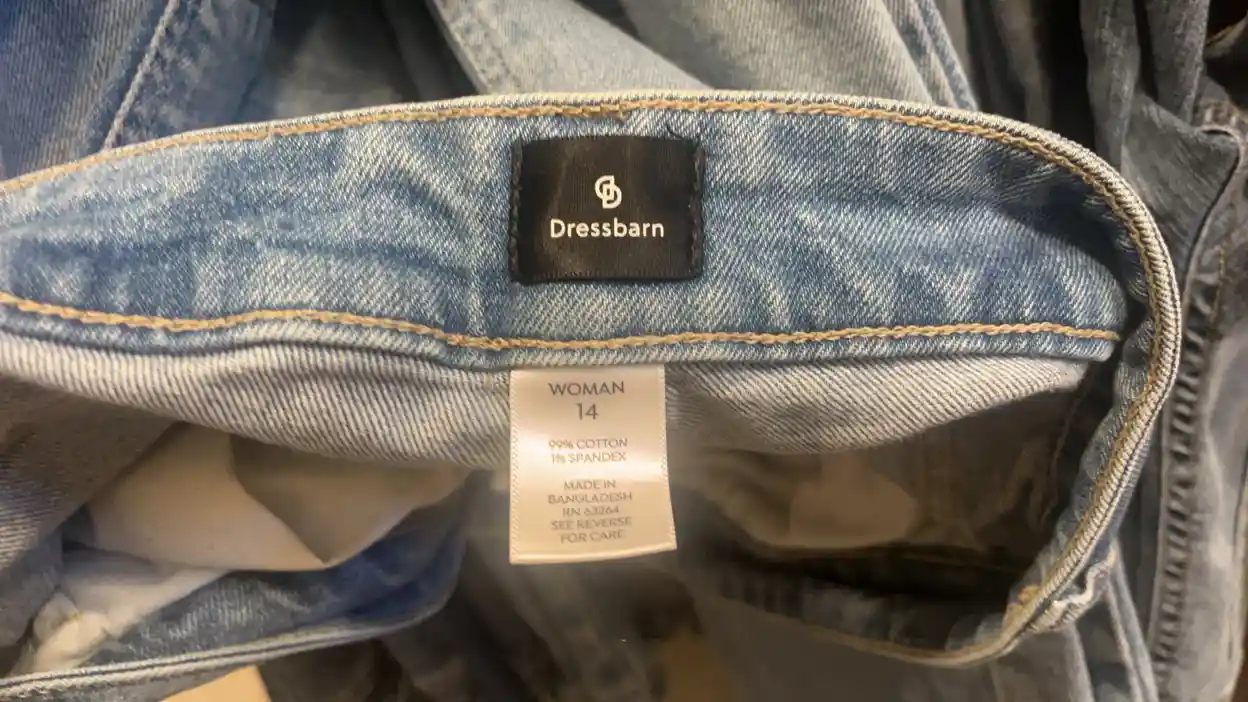 Dressbarn
WOMAN
14
99% COTTON
1% SPANDEX
MADE IN
BANGLADESH
RN 63264
SEE REVERSE
FOR CARE